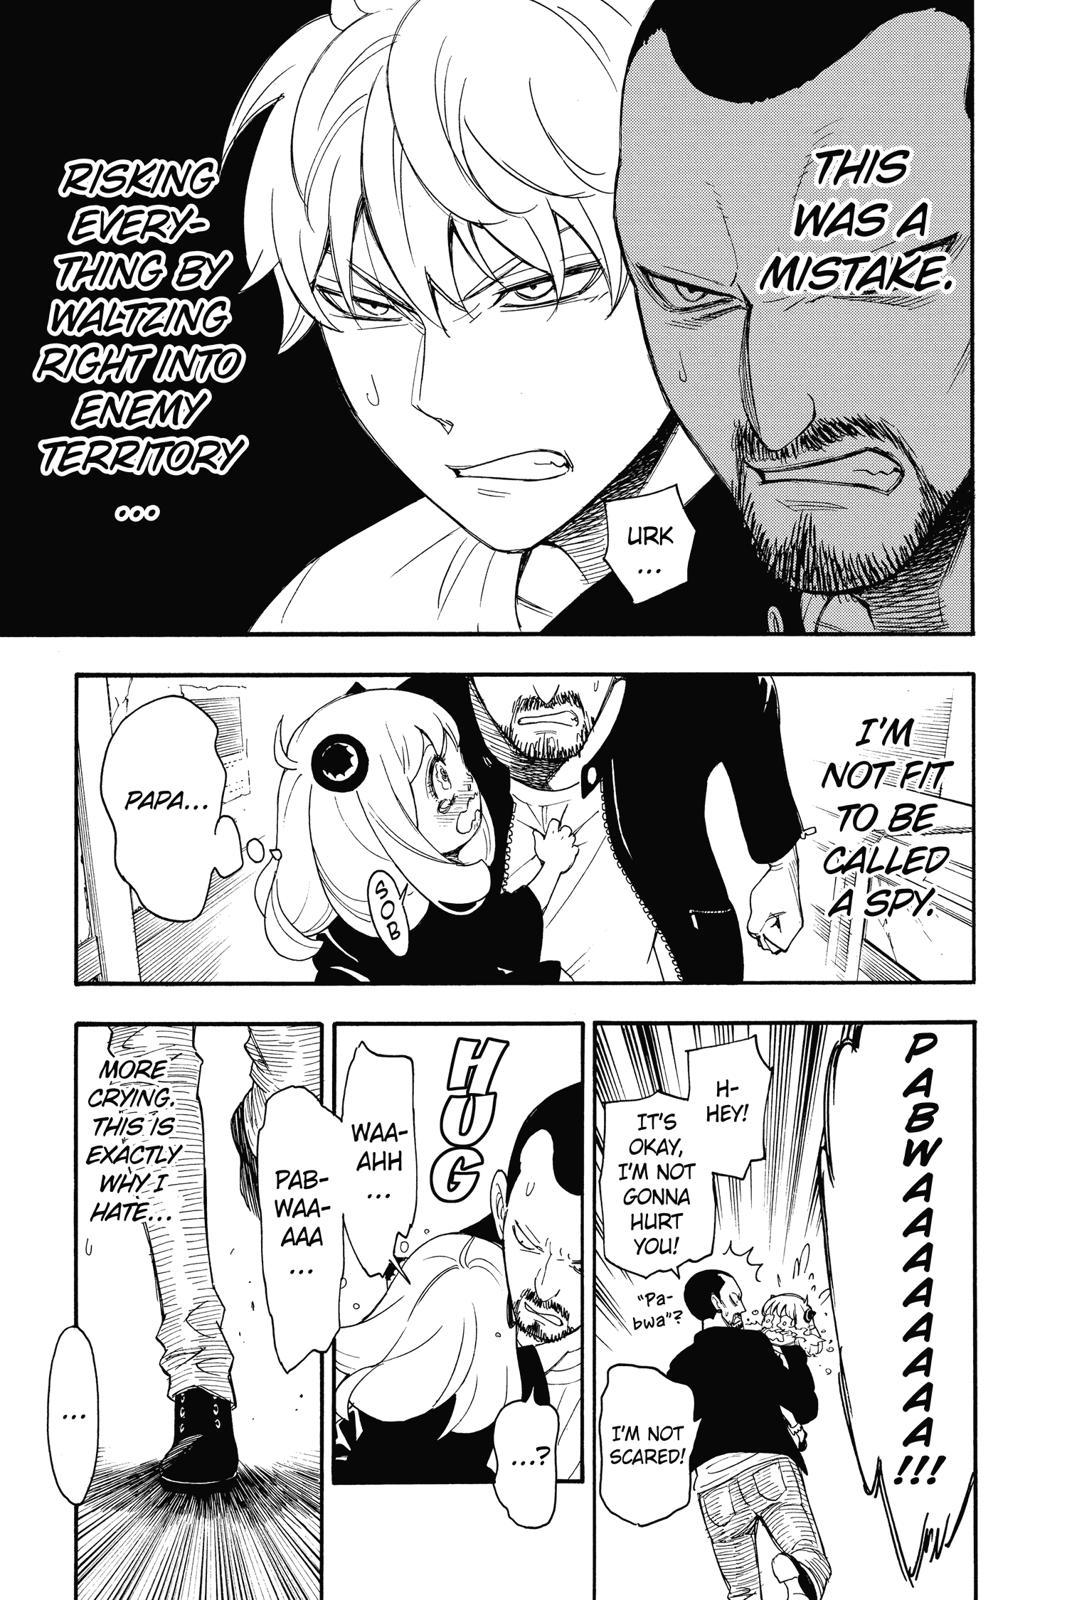 THIS
WAS A
MISTAKE.
RISKING
EVERY-
THING BY
WALTZING
RIGHT INTO
ENEMY
TERRITORY
...
URK
...
I'M
NOT FIT
TO BE
CALLED
A SPY.
PAPA...
SOB
PABWAAAAAAAA!!!
H-
HEY!
IT'S
OKAY,
I'M NOT
GONNA
HURT
YOU!
"Pa-
bwa"?
I'M NOT
SCARED!
HUG
WAA-
AHH
...
...?
PAB-
WAA-
AAA
...
MORE
CRYING.
THIS IS
EXACTLY
WHY I
HATE...
...